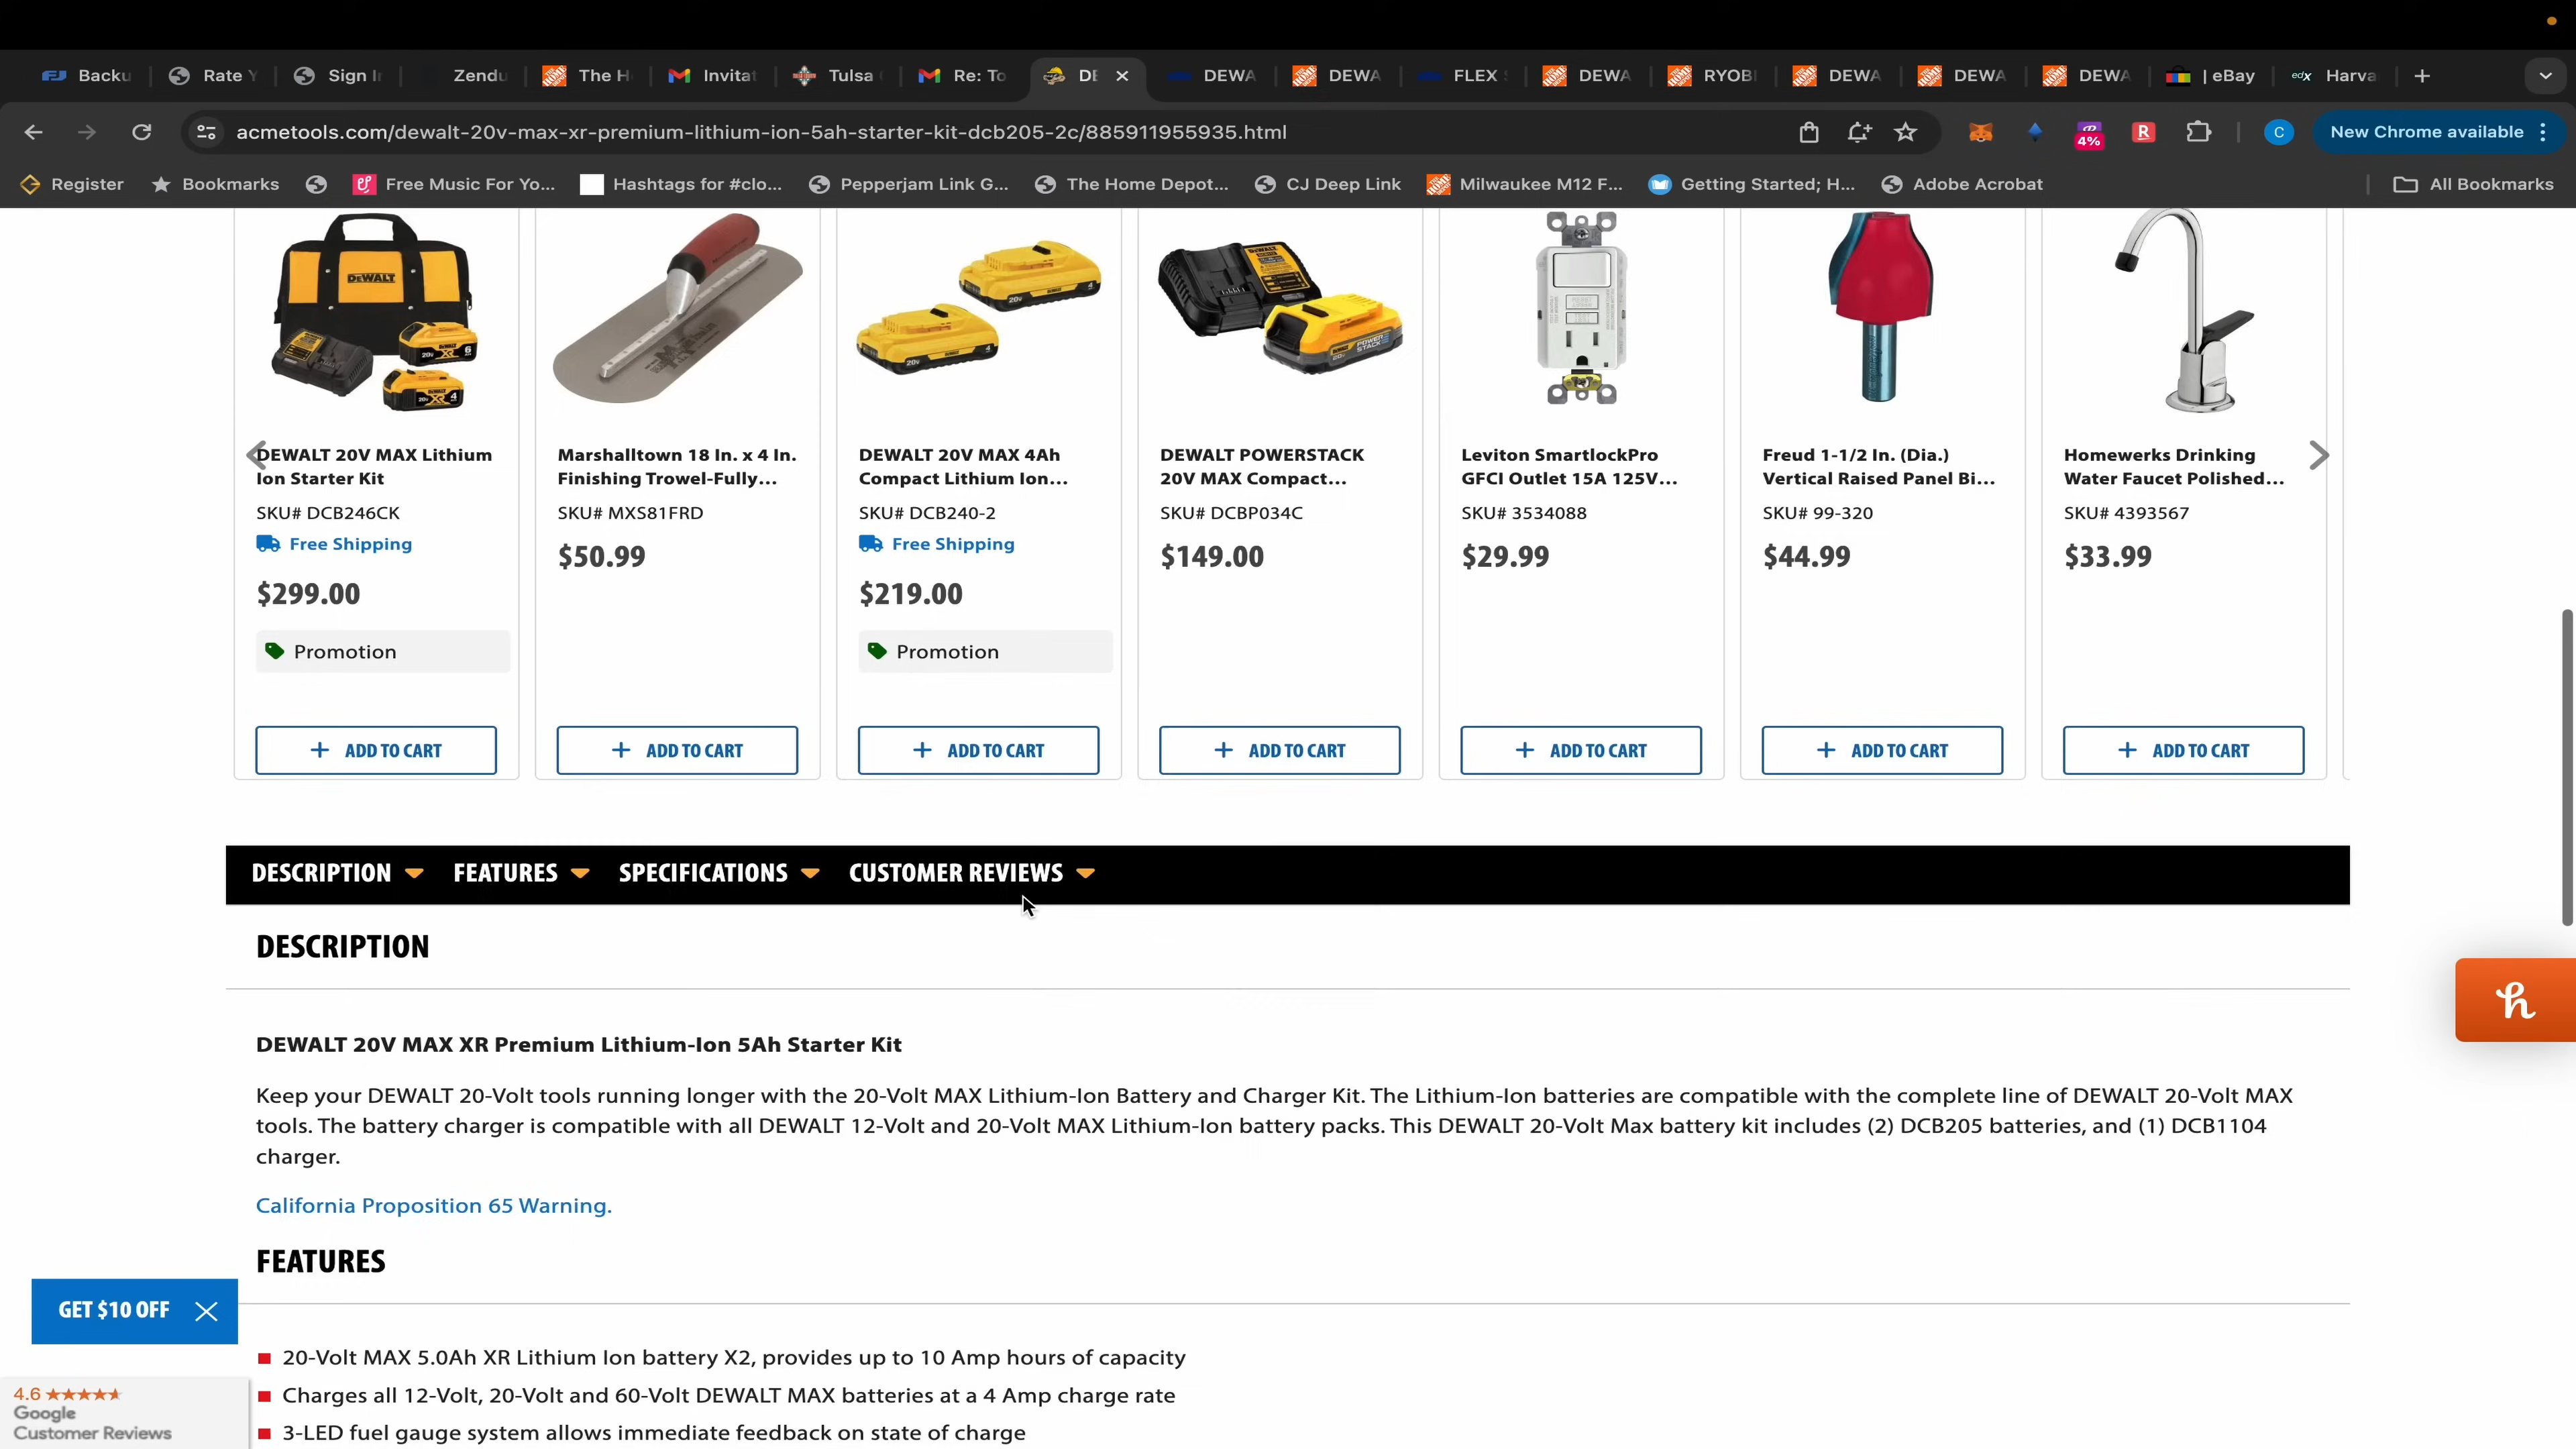 Backu Rate Y Sign In Zendu The H Invitat Tulsa Re: To DE DEWA DEWA FLEX DEWA RYOBI DEWA DEWA DEWA | eBay edX Harva
acmetools.com/dewalt-20v-max-xr-premium-lithium-ion-5ah-starter-kit-dcb205-2c/885911955935.html 4% R C New Chrome available
Register Bookmarks Free Music For Yo... Hashtags for #clo... Pepperjam Link G... The Home Depot... CJ Deep Link Milwaukee M12 F... Getting Started; H... Adobe Acrobat All Bookmarks
DEWALT 20V MAX Lithium
Ion Starter Kit
SKU# DCB246CK
Free Shipping
$299.00
Promotion
+ ADD TO CART
Marshalltown 18 In. x 4 In.
Finishing Trowel-Fully...
SKU# MXS81FRD
$50.99
+ ADD TO CART
DEWALT 20V MAX 4Ah
Compact Lithium Ion...
SKU# DCB240-2
Free Shipping
$219.00
Promotion
+ ADD TO CART
DEWALT POWERSTACK
20V MAX Compact...
SKU# DCBP034C
$149.00
+ ADD TO CART
Leviton SmartlockPro
GFCI Outlet 15A 125V...
SKU# 3534088
$29.99
+ ADD TO CART
Freud 1-1/2 In. (Dia.)
Vertical Raised Panel Bi...
SKU# 99-320
$44.99
+ ADD TO CART
Homewerks Drinking
Water Faucet Polished...
SKU# 4393567
$33.99
+ ADD TO CART
DESCRIPTION FEATURES SPECIFICATIONS CUSTOMER REVIEWS
DESCRIPTION
DEWALT 20V MAX XR Premium Lithium-Ion 5Ah Starter Kit
Keep your DEWALT 20-Volt tools running longer with the 20-Volt MAX Lithium-Ion Battery and Charger Kit. The Lithium-Ion batteries are compatible with the complete line of DEWALT 20-Volt MAX
tools. The battery charger is compatible with all DEWALT 12-Volt and 20-Volt MAX Lithium-Ion battery packs. This DEWALT 20-Volt Max battery kit includes (2) DCB205 batteries, and (1) DCB1104
charger.
California Proposition 65 Warning.
FEATURES
GET $10 OFF
20-Volt MAX 5.0Ah XR Lithium Ion battery X2, provides up to 10 Amp hours of capacity
Charges all 12-Volt, 20-Volt and 60-Volt DEWALT MAX batteries at a 4 Amp charge rate
3-LED fuel gauge system allows immediate feedback on state of charge
4.6
Google
Customer Reviews